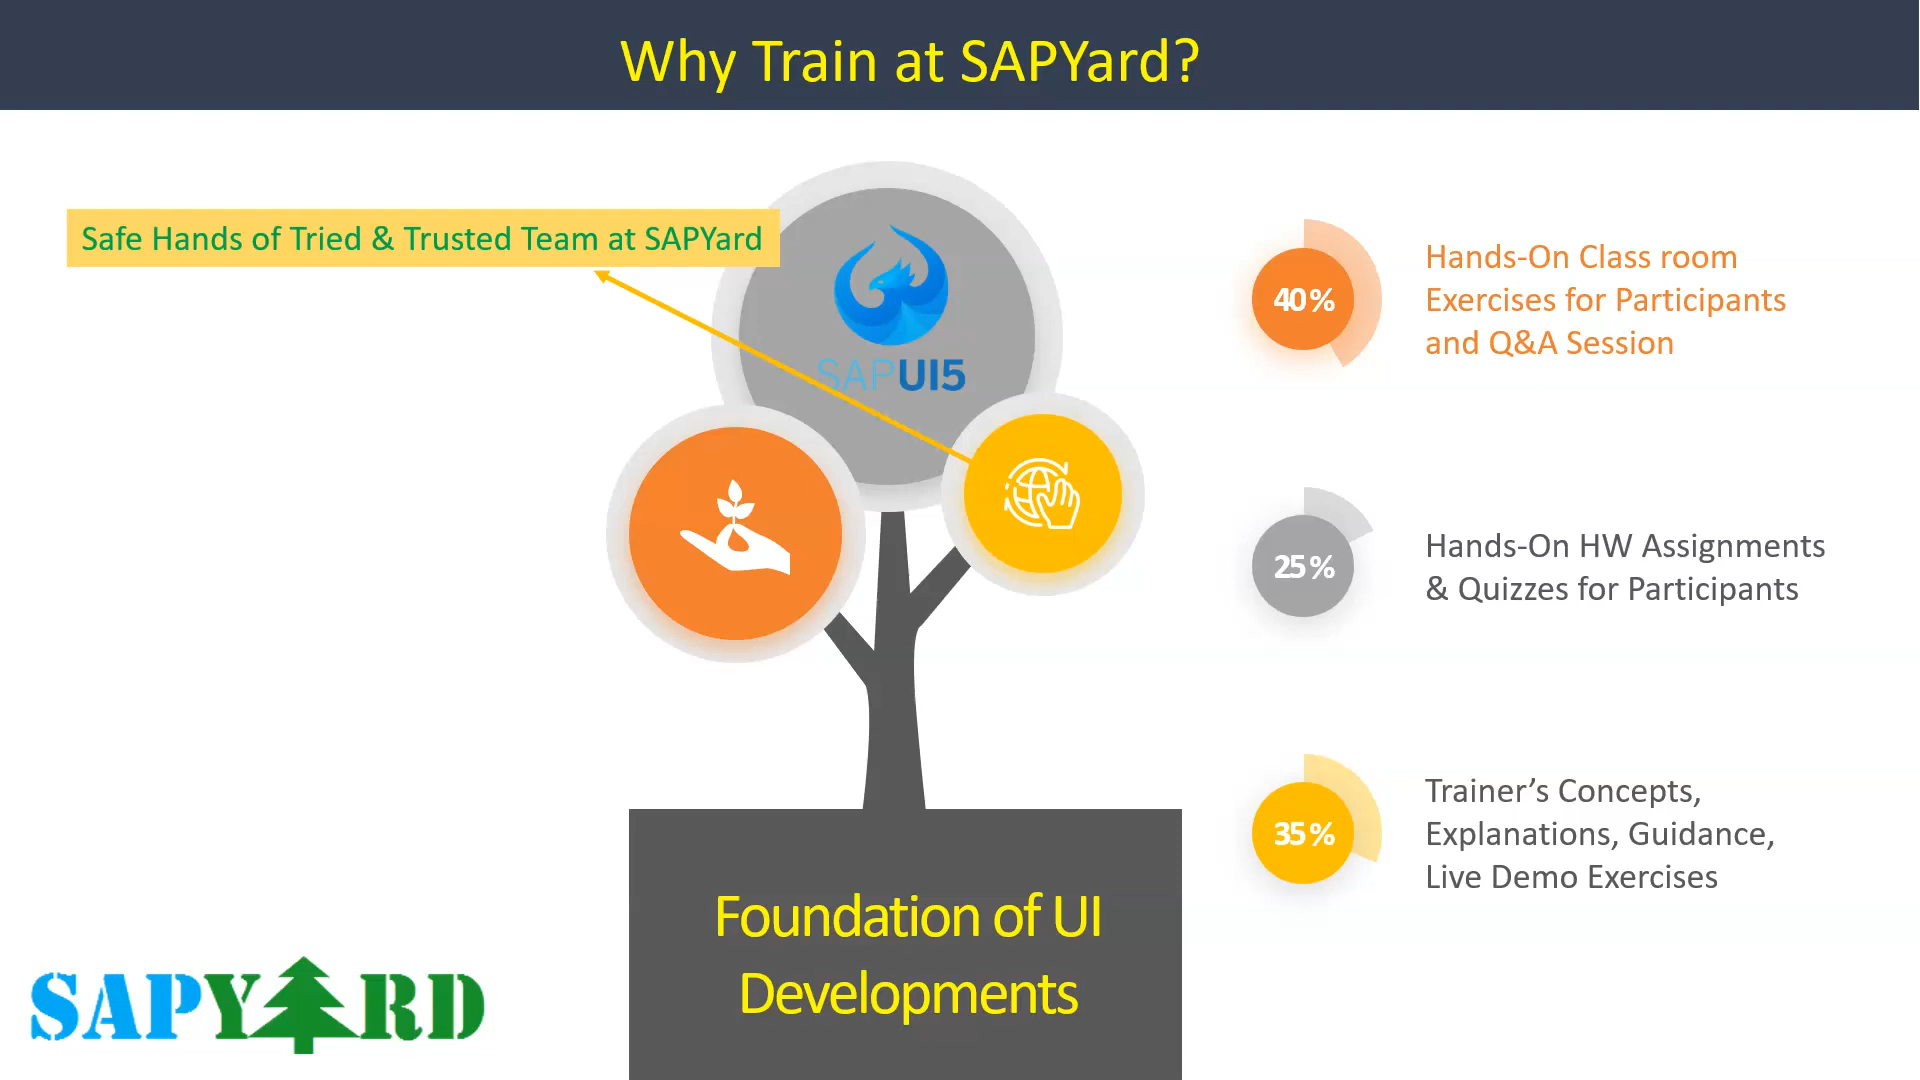 Why Train at SAPYard?
Safe Hands of Tried & Trusted Team at SAPYard
SAPUI5
40%
Hands-On Class room
Exercises for Participants
and Q&A Session
25%
Hands-On HW Assignments
& Quizzes for Participants
35%
Trainer’s Concepts,
Explanations, Guidance,
Live Demo Exercises
Foundation of UI
Developments
SAPYARD